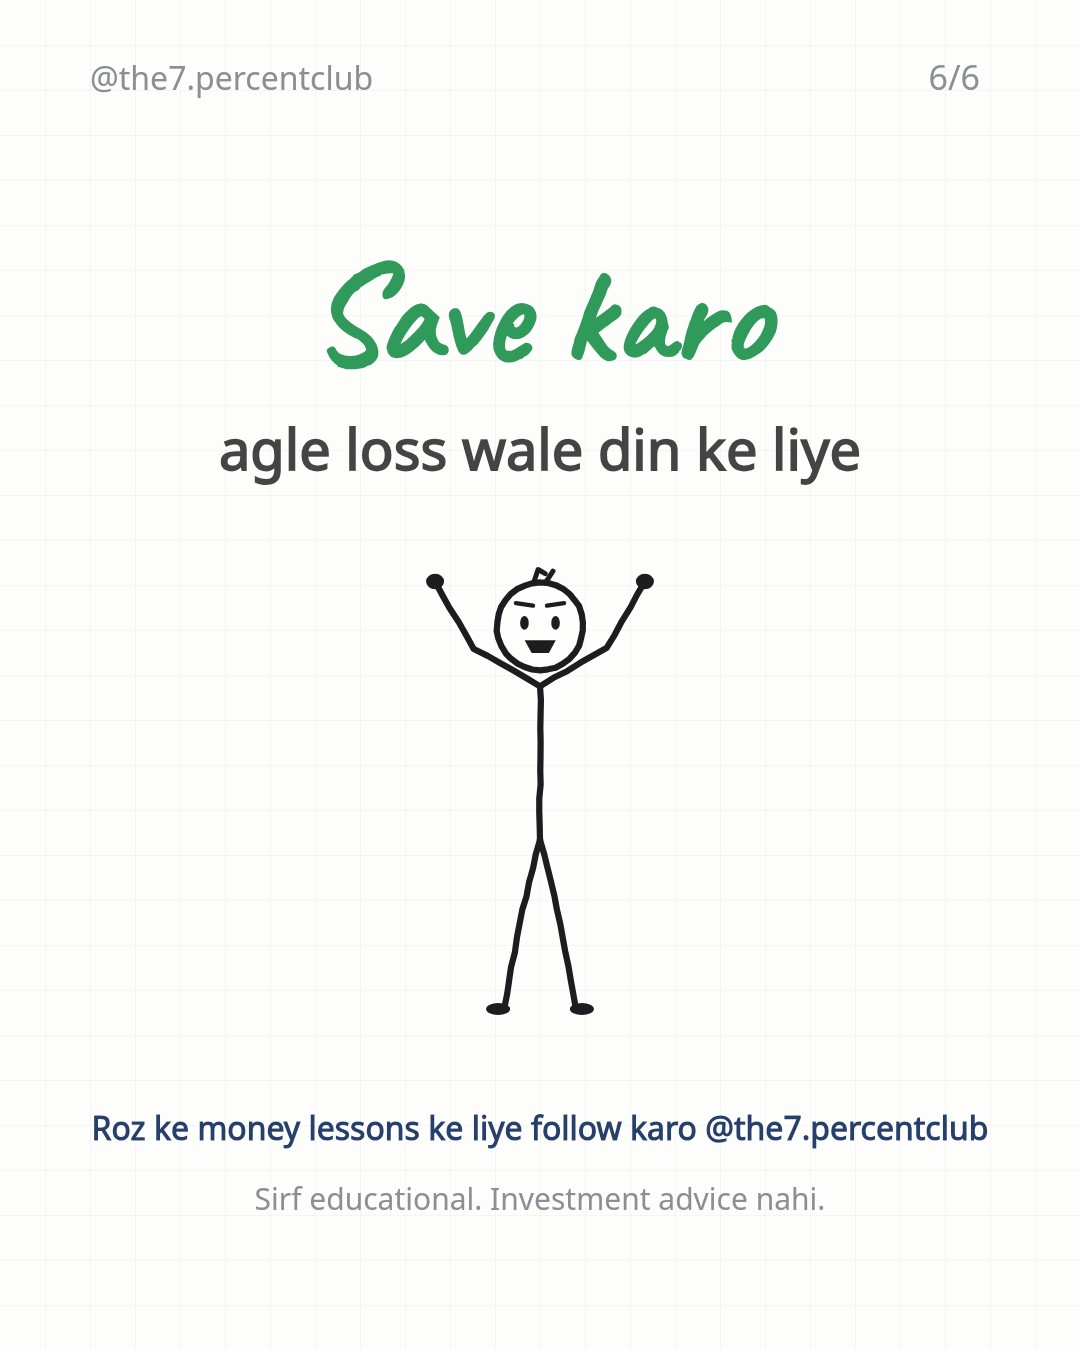 @the7.percentclub
6/6
Save karo
agle loss wale din ke liye
Roz ke money lessons ke liye follow karo @the7.percentclub
Sirf educational. Investment advice nahi.